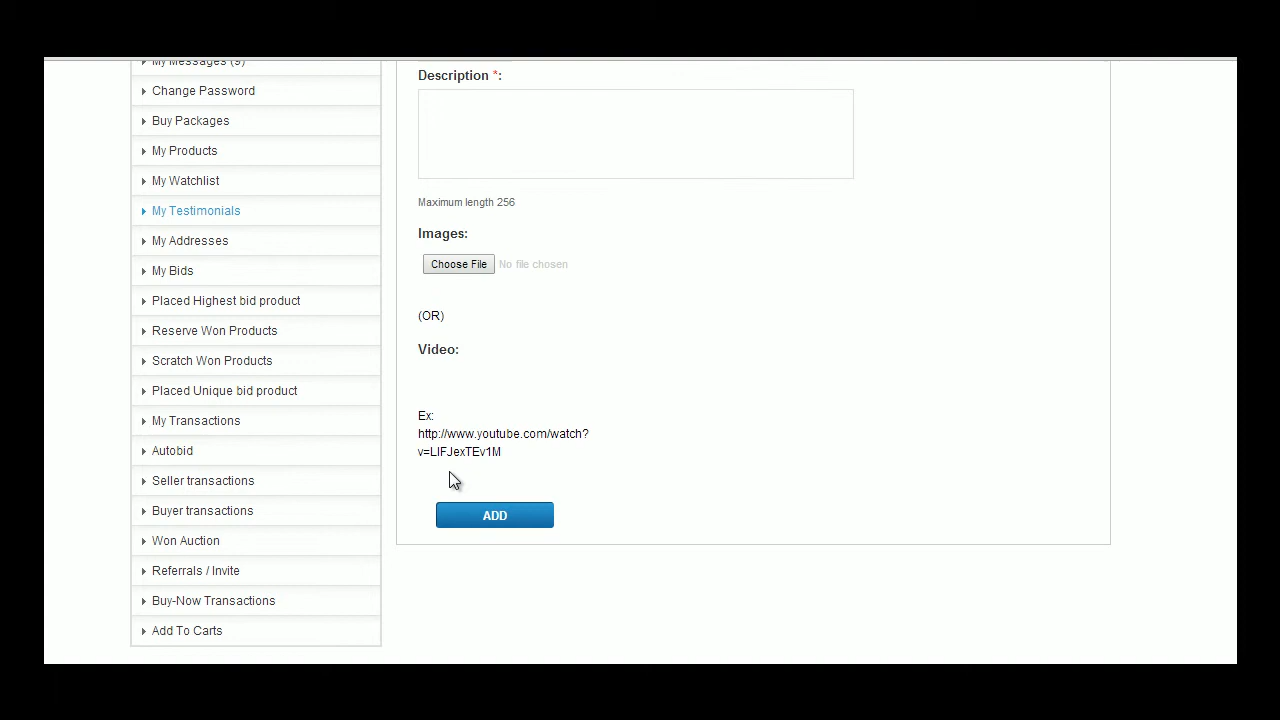 My Messages (9)
Change Password
Buy Packages
My Products
My Watchlist
My Testimonials
My Addresses
My Bids
Placed Highest bid product
Reserve Won Products
Scratch Won Products
Placed Unique bid product
My Transactions
Autobid
Seller transactions
Buyer transactions
Won Auction
Referrals / Invite
Buy-Now Transactions
Add To Carts
Description *:
Maximum length 256
Images:
Choose File No file chosen
(OR)
Video:
Ex:
http://www.youtube.com/watch?
v=LIFJexTEv1M
ADD